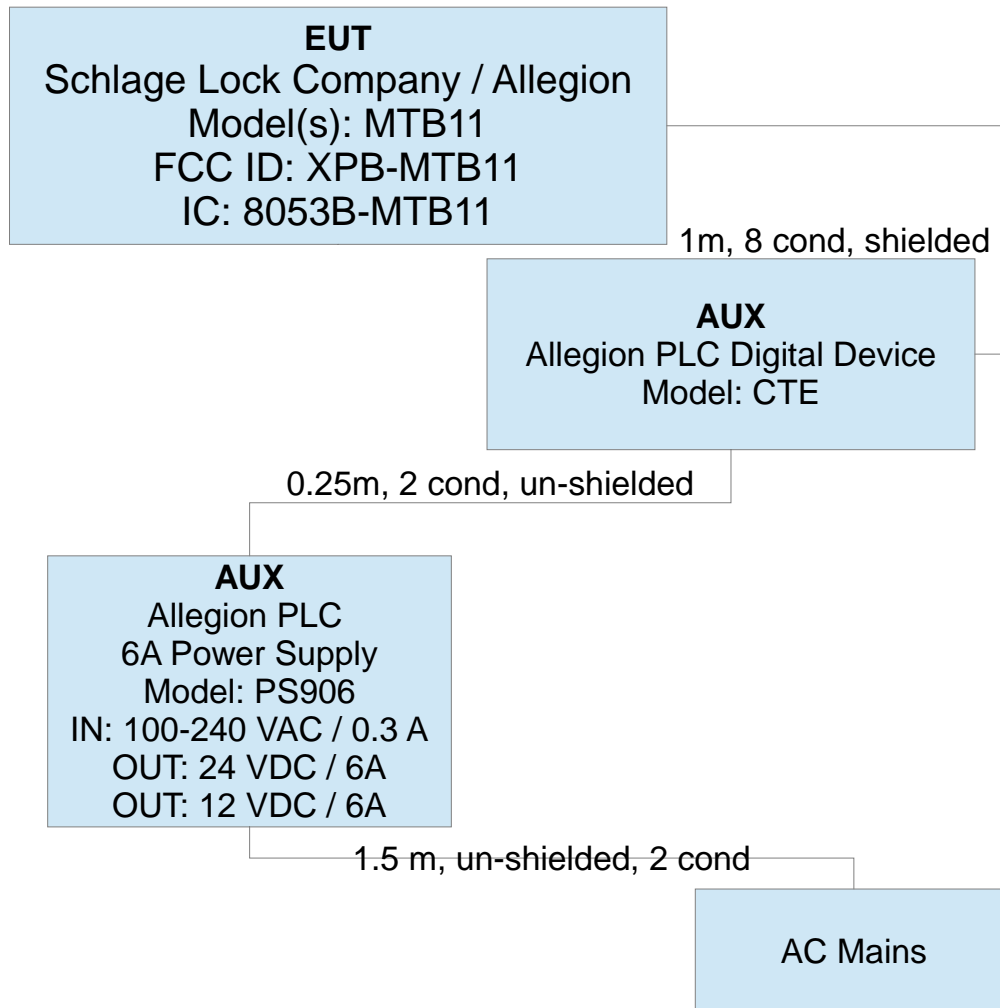 EUT
Schlage Lock Company / Allegion
Model(s): MTB11
FCC ID: XPB-MTB11
IC: 8053B-MTB11
1m, 8 cond, shielded
AUX
Allegion PLC Digital Device
Model: CTE
0.25m, 2 cond, un-shielded
AUX
Allegion PLC
6A Power Supply
Model: PS906
IN: 100-240 VAC / 0.3 A
OUT: 24 VDC / 6A
OUT: 12 VDC / 6A
1.5 m, un-shielded, 2 cond
AC Mains